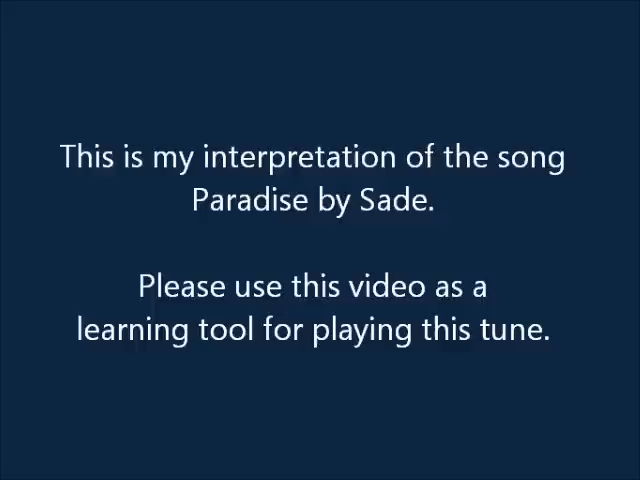 This is my interpretation of the song
Paradise by Sade.
Please use this video as a
learning tool for playing this tune.